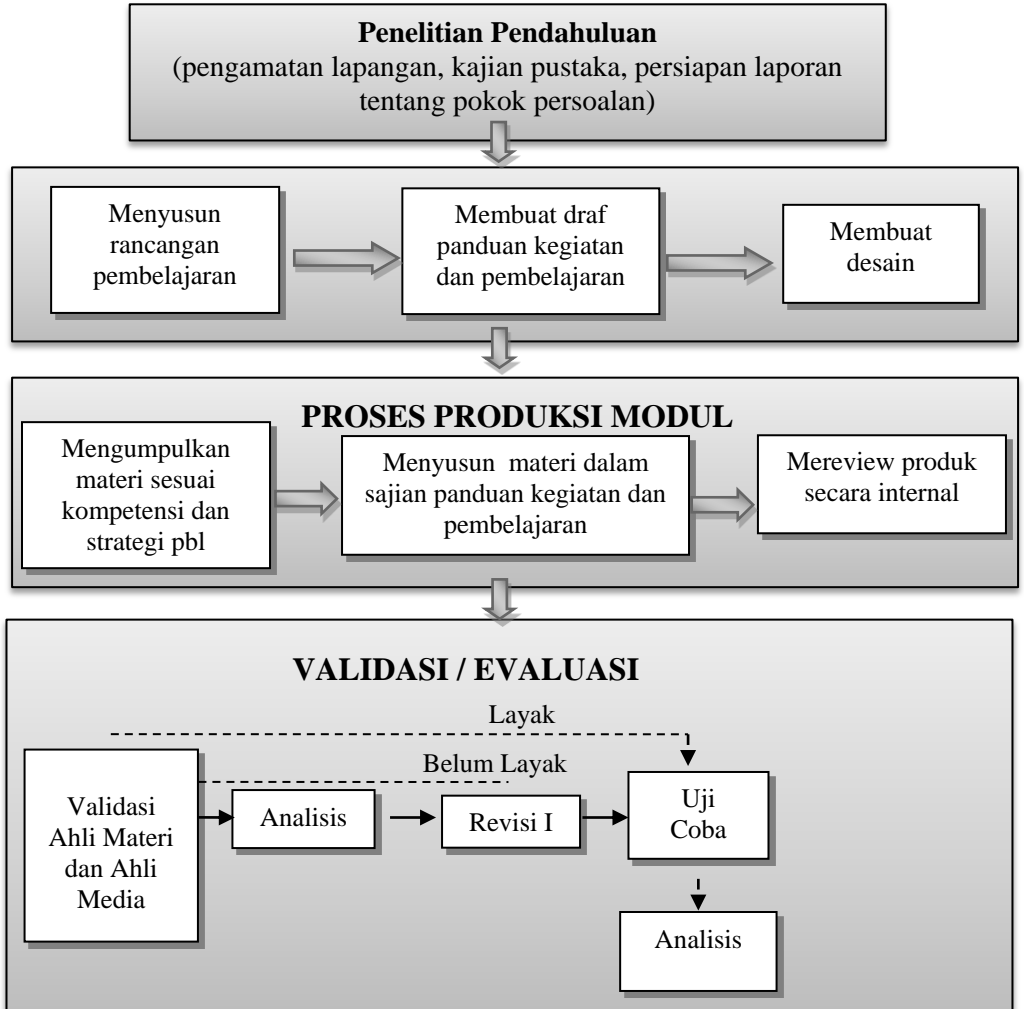 Penelitian Pendahuluan
(pengamatan lapangan, kajian pustaka, persiapan laporan
tentang pokok persoalan)
Menyusun
rancangan
pembelajaran
Membuat draf
panduan kegiatan
dan pembelajaran
Membuat
desain
PROSES PRODUKSI MODUL
Mengumpulkan
materi sesuai
kompetensi dan
strategi pbl
Menyusun  materi dalam
sajian panduan kegiatan dan
pembelajaran
Mereview produk
secara internal
VALIDASI / EVALUASI
Layak
Belum Layak
Validasi
Ahli Materi
dan Ahli
Media
Analisis
Revisi I
Uji
Coba
Analisis